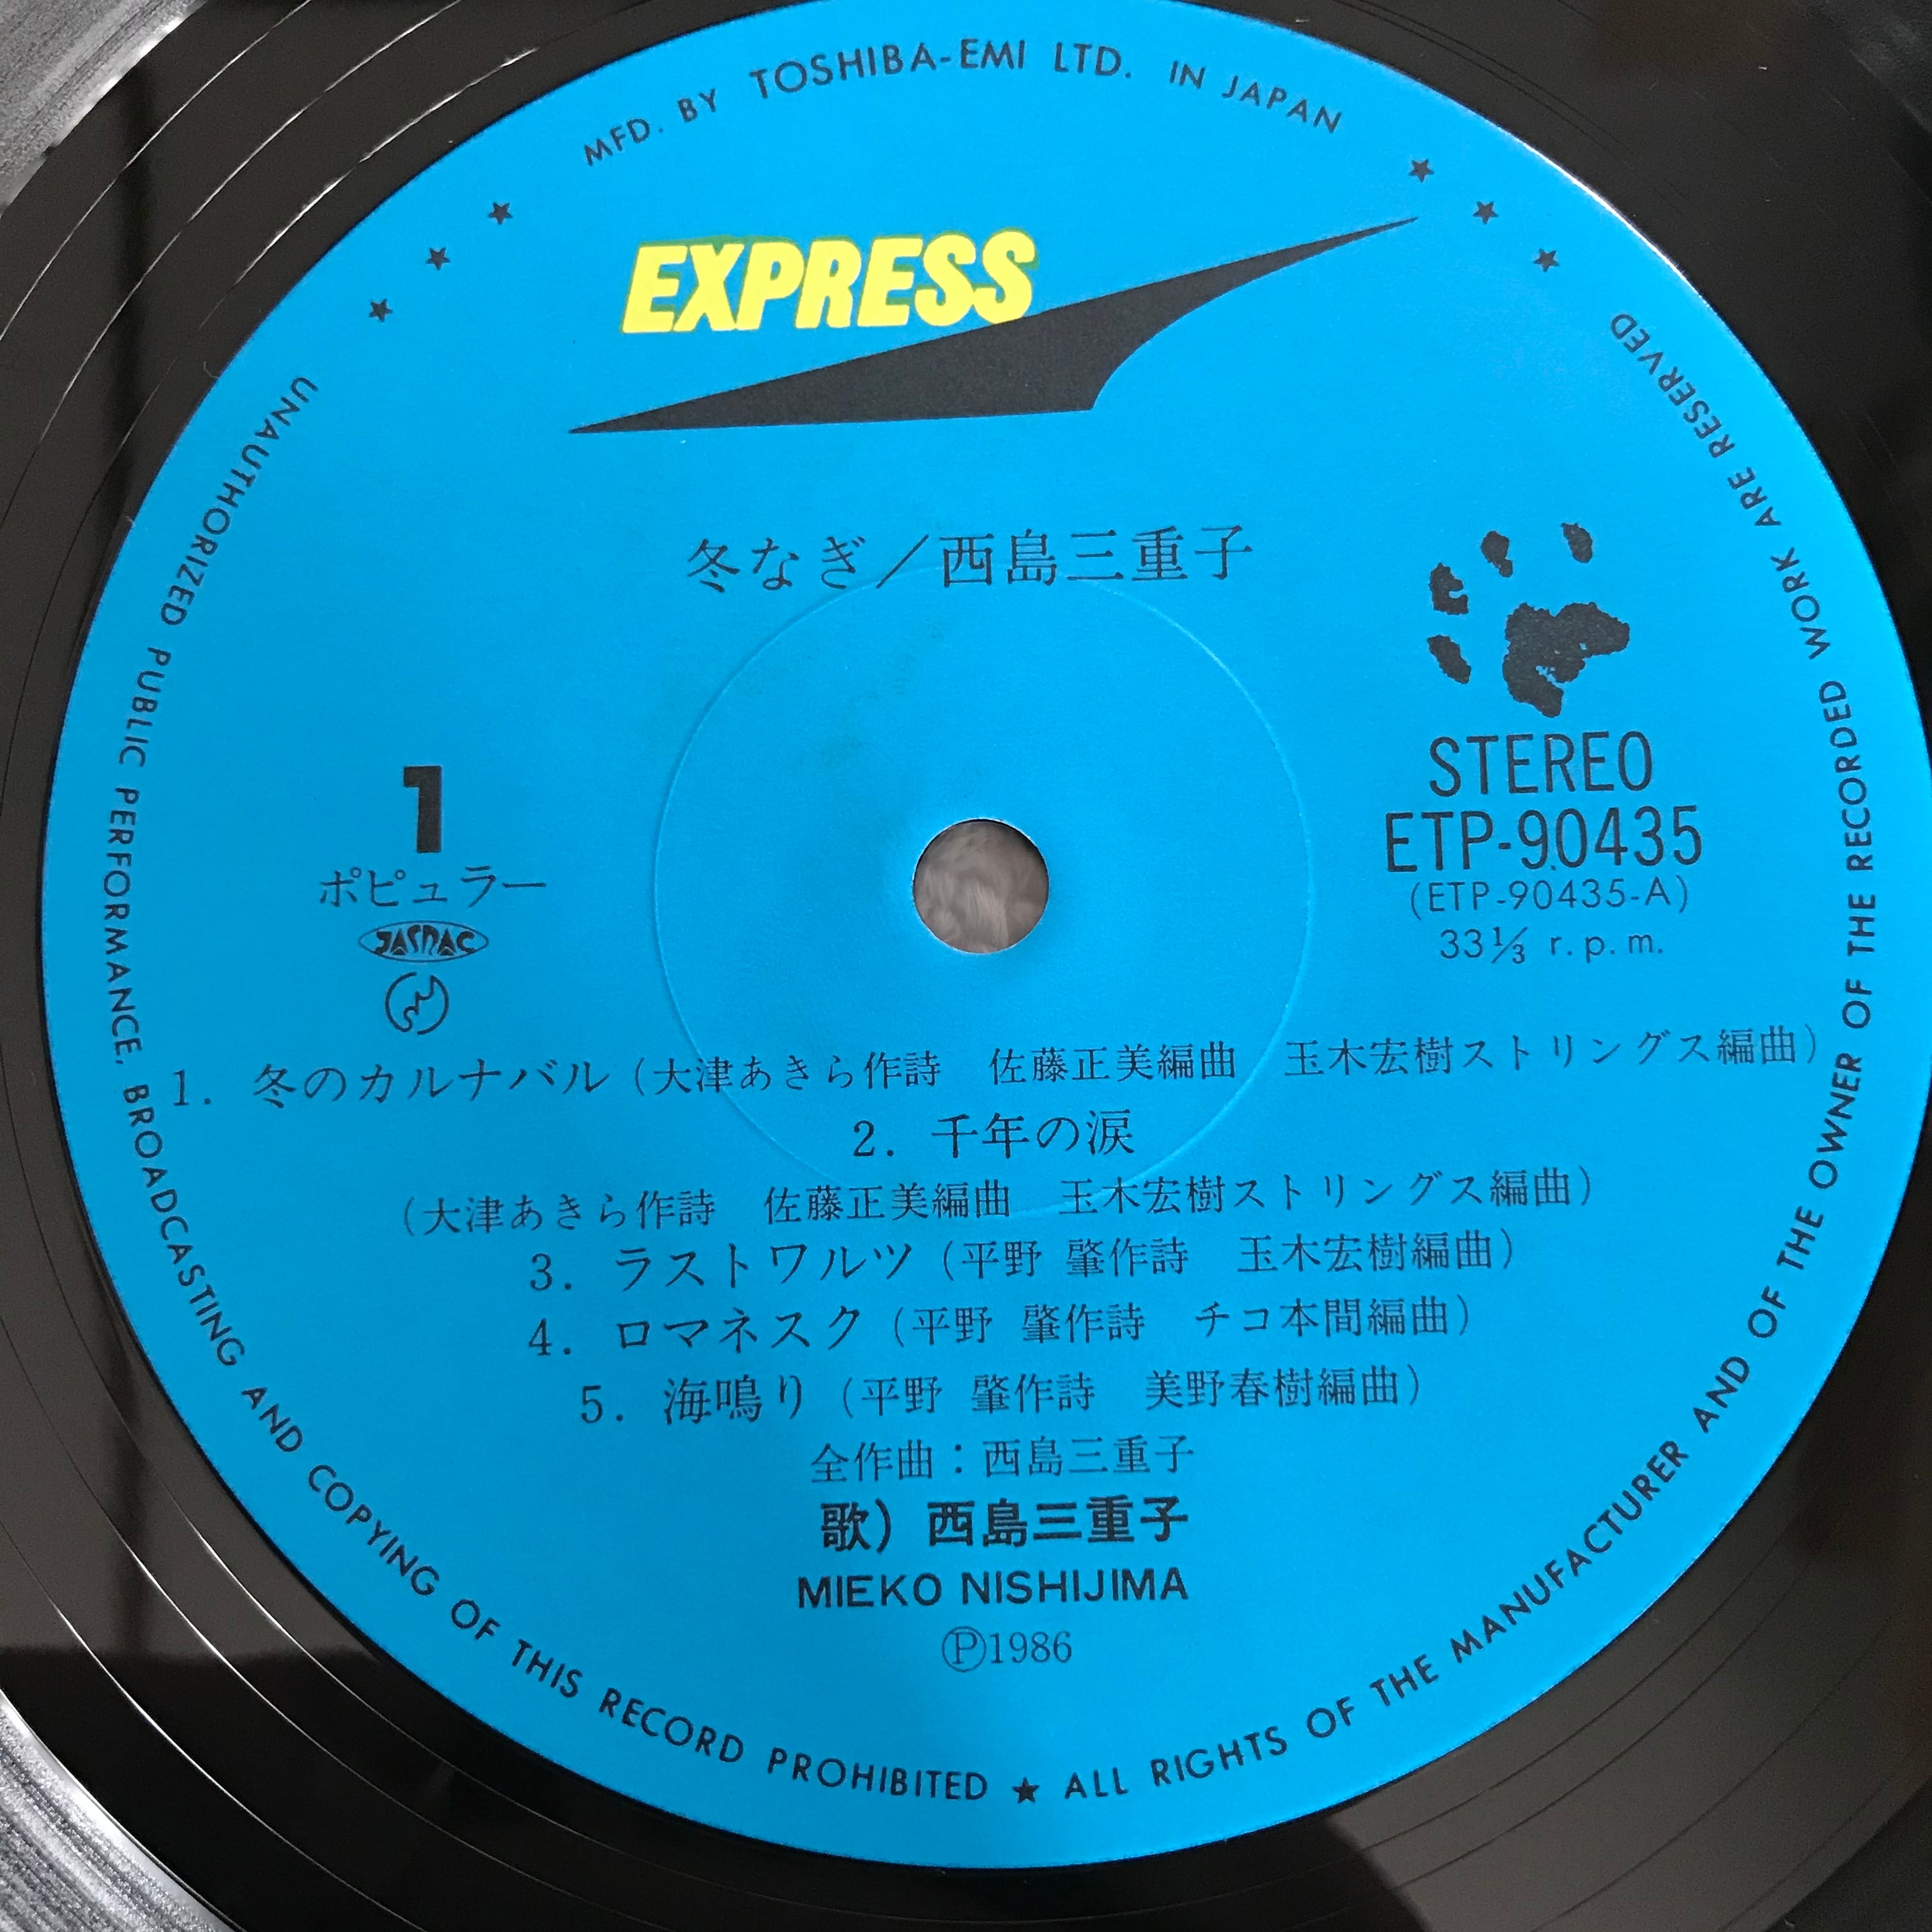 MFD. BY TOSHIBA-EMI LTD. IN JAPAN
EXPRESS
冬なぎ／西島三重子
1
ポピュラー
JASRAC
STEREO
ETP-90435
(ETP-90435-A)
33⅓ r.p.m.
1. 冬のカルナバル (大津あきら作詩 佐藤正美編曲 玉木宏樹ストリングス編曲)
2. 千年の涙
(大津あきら作詩 佐藤正美編曲 玉木宏樹ストリングス編曲)
3. ラストワルツ (平野 肇作詩 玉木宏樹編曲)
4. ロマネスク (平野 肇作詩 チコ本間編曲)
5. 海鳴り (平野 肇作詩 美野春樹編曲)
全作曲：西島三重子
歌) 西島三重子
MIEKO NISHIJIMA
Ⓟ1986
UNAUTHORIZED PUBLIC PERFORMANCE, BROADCASTING AND COPYING OF THIS RECORD PROHIBITED ★ ALL RIGHTS OF THE MANUFACTURER AND OF THE OWNER OF THE RECORDED WORK ARE RESERVED